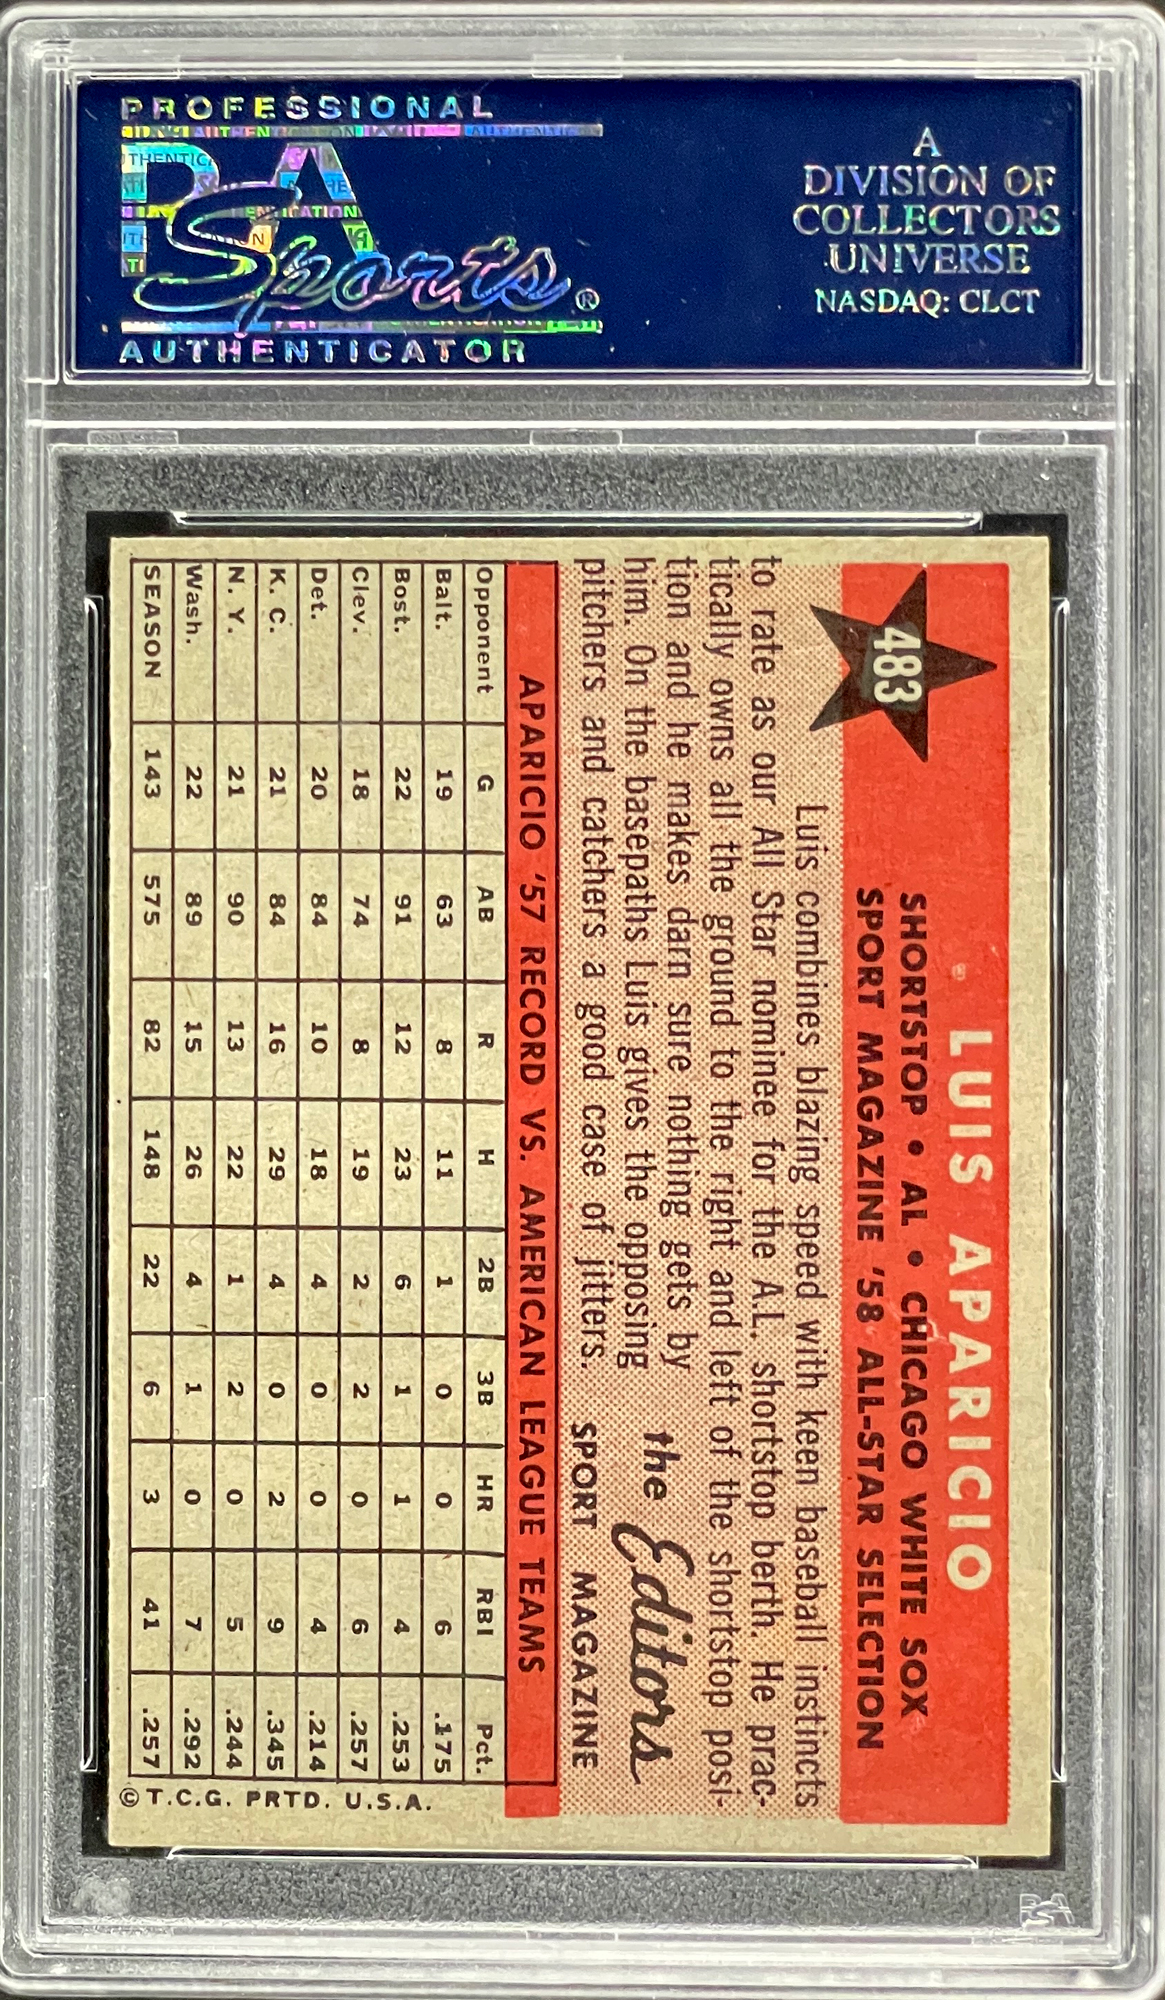 PROFESSIONAL
PSA
Sports®
AUTHENTICATOR
A
DIVISION OF
COLLECTORS
UNIVERSE
NASDAQ: CLCT
483
LUIS APARICIO
SHORTSTOP • AL • CHICAGO WHITE SOX
SPORT MAGAZINE '58 ALL-STAR SELECTION
Luis combines blazing speed with keen baseball instincts
to rate as our All Star nominee for the A.L. shortstop berth. He prac-
tically owns all the ground to the right and left of the shortstop posi-
tion and he makes darn sure nothing gets by
him. On the basepaths Luis gives the opposing
pitchers and catchers a good case of jitters.
the Editors
SPORT MAGAZINE
APARICIO '57 RECORD VS. AMERICAN LEAGUE TEAMS
Opponent G AB R H 2B 3B HR RBI Pct.
Balt. 19 63 8 11 1 0 0 6 .175
Bost. 22 91 12 23 6 1 1 4 .253
Clev. 18 74 8 19 2 2 0 6 .257
Det. 20 84 10 18 4 0 0 4 .214
K. C. 21 84 16 29 4 0 2 9 .345
N. Y. 21 90 13 22 1 2 0 5 .244
Wash. 22 89 15 26 4 1 0 7 .292
SEASON 143 575 82 148 22 6 3 41 .257
© T.C.G. PRTD. U.S.A.
PSA